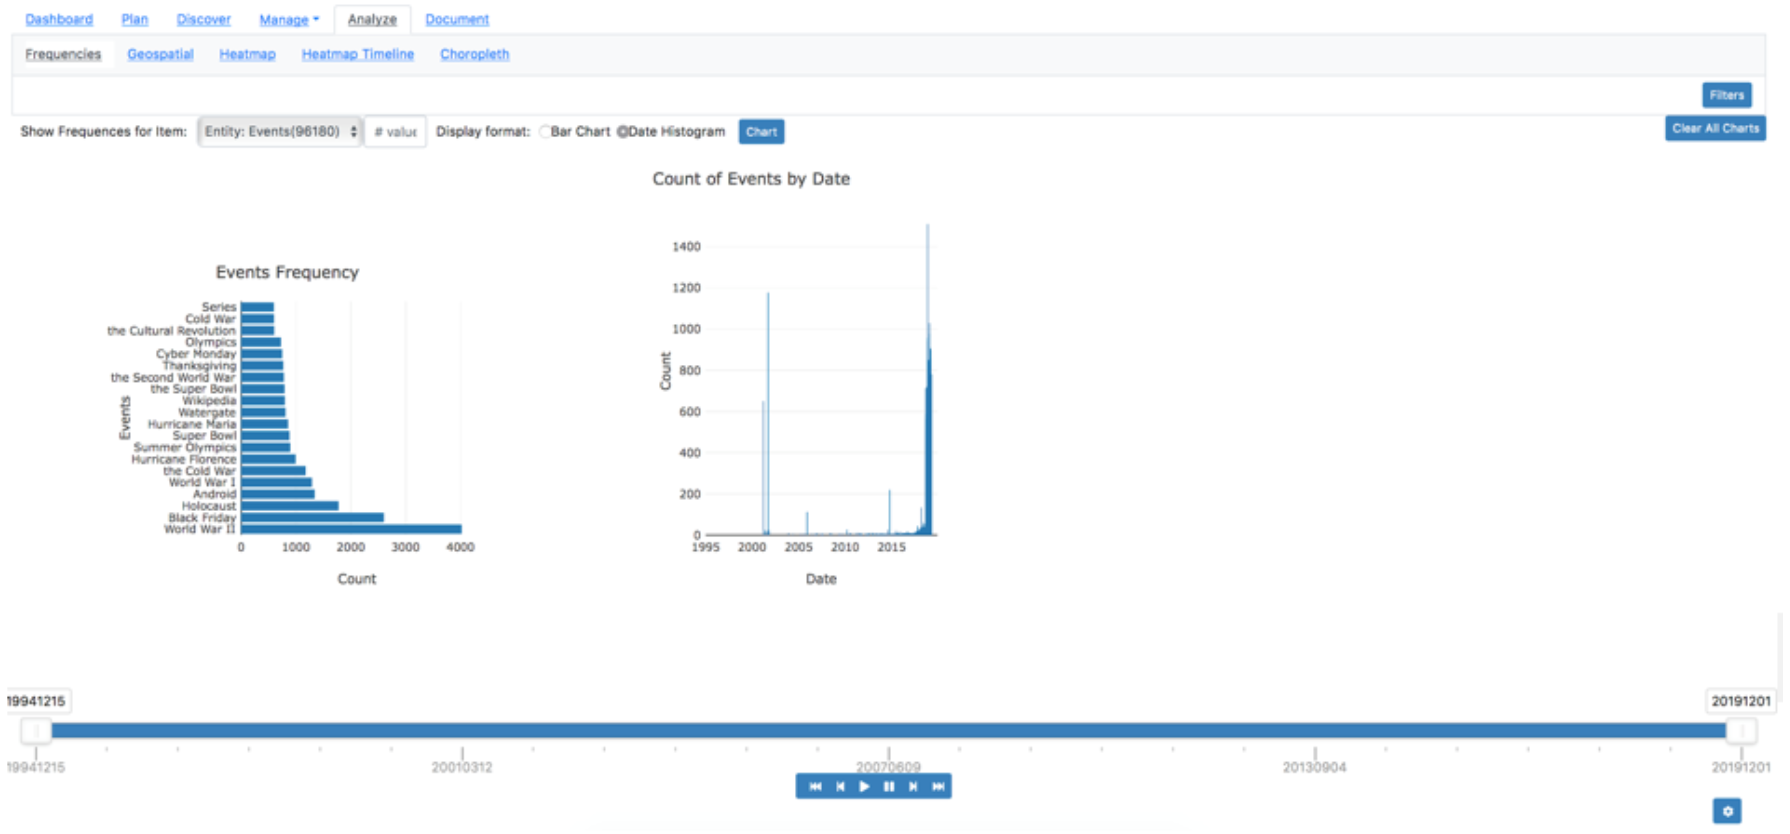 Dashboard Plan Discover Manage Analyze Document
Frequencies Geospatial Heatmap Heatmap Timeline Choropleth
Filters
Show Frequences for Item: Entity: Events(96180) # value Display format: Bar Chart Date Histogram Chart Clear All Charts
Count of Events by Date
1400
1200
1000
800
600
400
200
0
Count
1995 2000 2005 2010 2015
Date
Events Frequency
Series
Cold War
the Cultural Revolution
Olympics
Cyber Monday
Thanksgiving
the Second World War
the Super Bowl
Wikipedia
Watergate
Hurricane Maria
Super Bowl
Summer Olympics
Hurricane Florence
the Cold War
World War I
Android
Holocaust
Black Friday
World War II
Events
0 1000 2000 3000 4000
Count
19941215 20191201
19941215 20010312 20070609 20130904 20191201